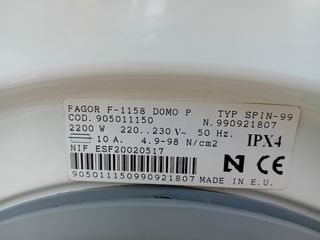 FAGOR F-1158 DOMO P TYP SPIN-99
COD. 905011150 N.990921807
2200 W 220..230 V~ 50 Hz. IPX4
10 A. 4.9-98 N/cm2
NIF ESF20020517
N CE
905011150990921807 MADE IN E.U.